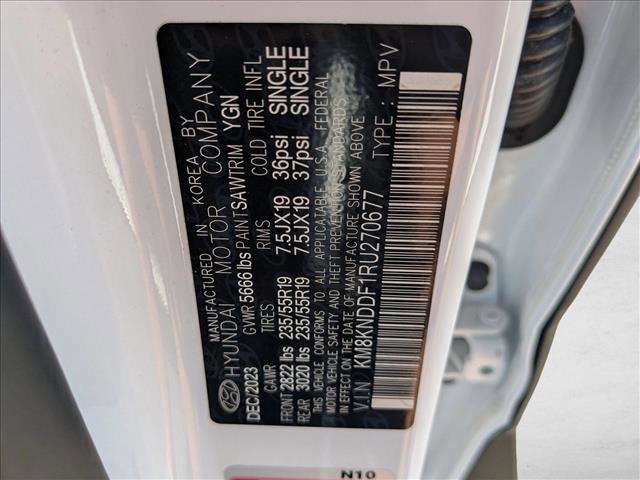 MANUFACTURED IN KOREA BY
HYUNDAI MOTOR COMPANY
DEC/2023 GVWR 5666 lbs PAINT SAW TRIM YGN
GAWR TIRES RIMS COLD TIRE INFL
FRONT 2822 lbs 235/55R19 7.5JX19 36psi SINGLE
REAR 3020 lbs 235/55R19 7.5JX19 37psi SINGLE
THIS VEHICLE CONFORMS TO ALL APPLICABLE U.S.A. FEDERAL
MOTOR VEHICLE SAFETY AND THEFT PREVENTION STANDARDS
IN EFFECT ON THE DATE OF MANUFACTURE SHOWN ABOVE
V.I.N : KM8KNDDF1RU270677 TYPE : MPV
N10